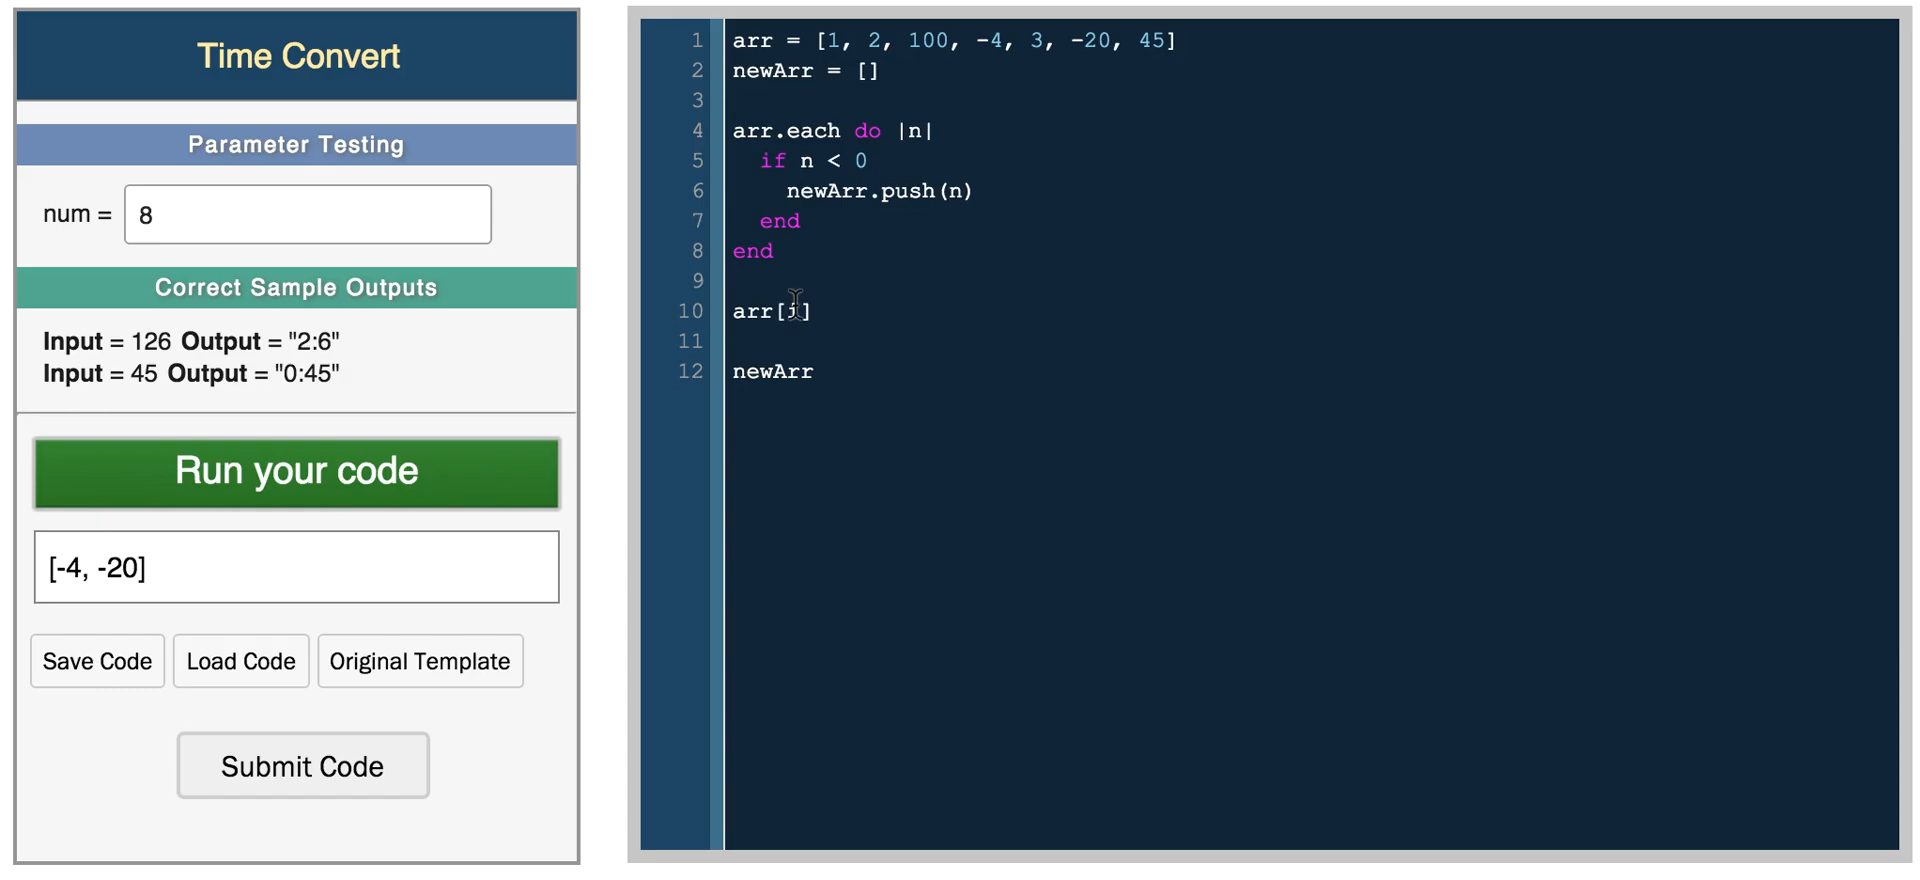 Time Convert
Parameter Testing
num = 8
Correct Sample Outputs
Input = 126 Output = "2:6"
Input = 45 Output = "0:45"
Run your code
[-4, -20]
Save Code Load Code Original Template
Submit Code
1 arr = [1, 2, 100, -4, 3, -20, 45]
2 newArr = []
3
4 arr.each do |n|
5 if n < 0
6 newArr.push(n)
7 end
8 end
9
10 arr[i]
11
12 newArr